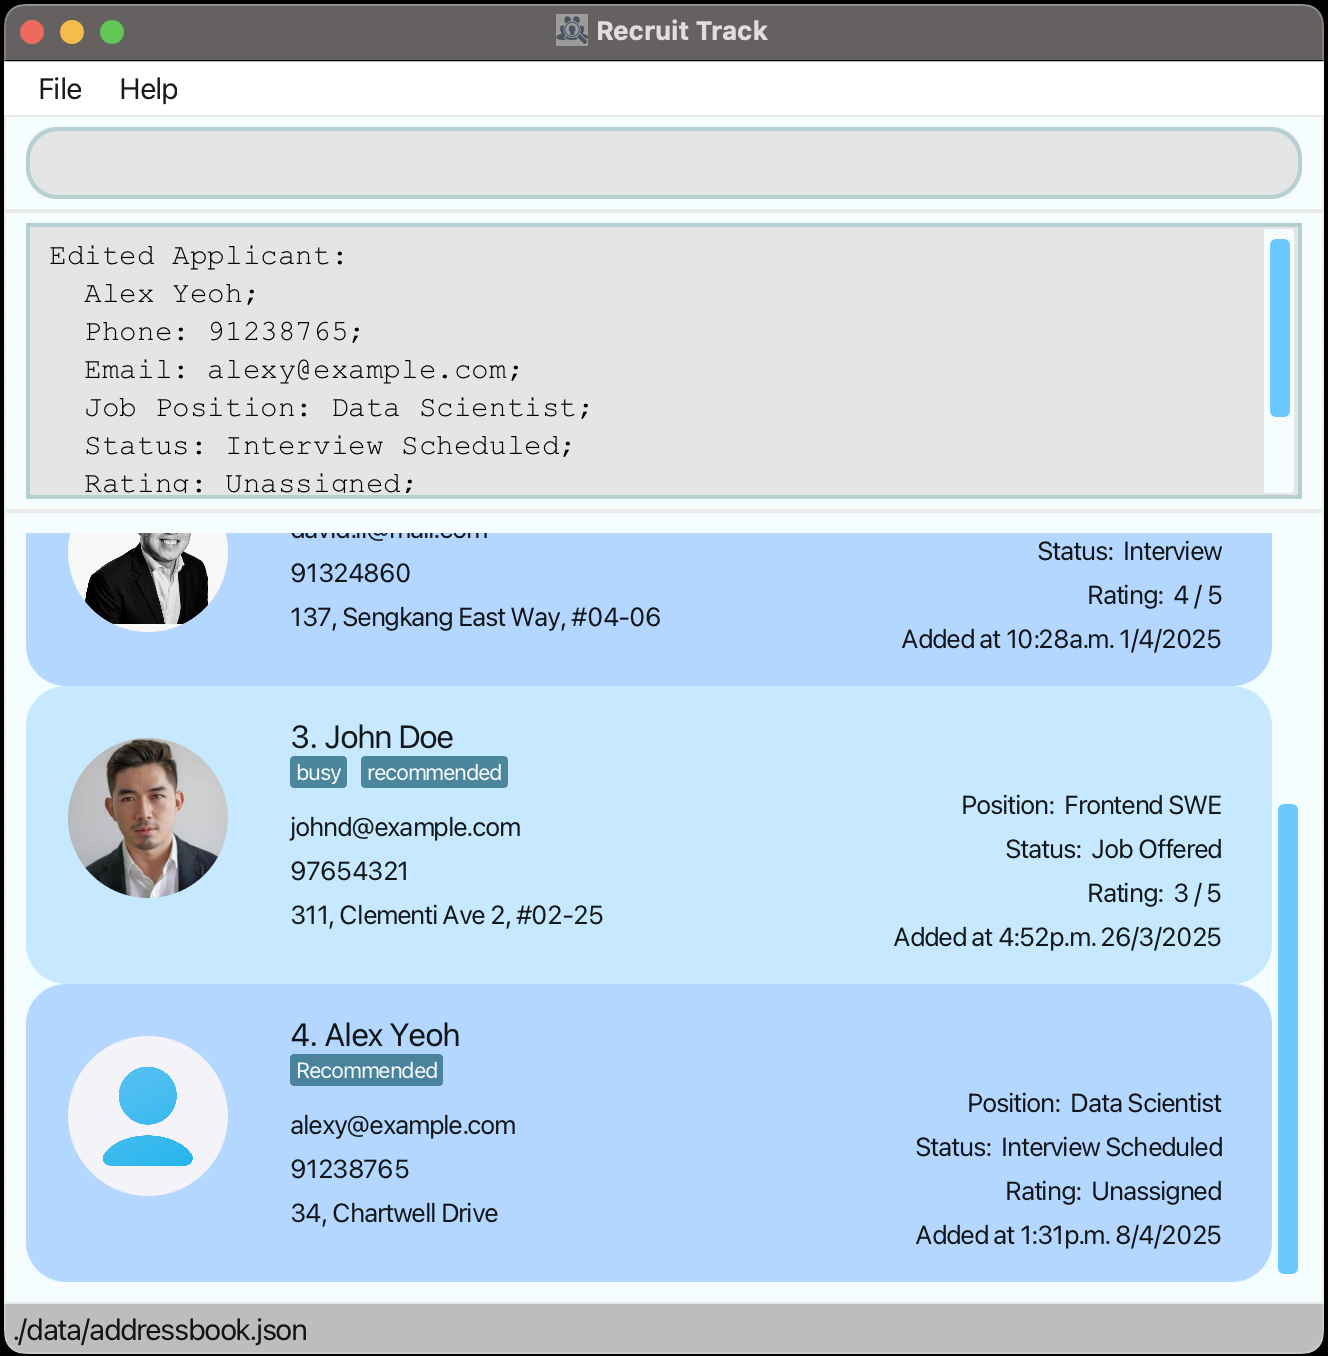 Recruit Track
File Help
Edited Applicant:
Alex Yeoh;
Phone: 91238765;
Email: alexy@example.com;
Job Position: Data Scientist;
Status: Interview Scheduled;
Rating: Unassigned;
david.li@mail.com
91324860
137, Sengkang East Way, #04-06
Status: Interview
Rating: 4 / 5
Added at 10:28a.m. 1/4/2025
3. John Doe
busy recommended
johnd@example.com
97654321
311, Clementi Ave 2, #02-25
Position: Frontend SWE
Status: Job Offered
Rating: 3 / 5
Added at 4:52p.m. 26/3/2025
4. Alex Yeoh
Recommended
alexy@example.com
91238765
34, Chartwell Drive
Position: Data Scientist
Status: Interview Scheduled
Rating: Unassigned
Added at 1:31p.m. 8/4/2025
./data/addressbook.json